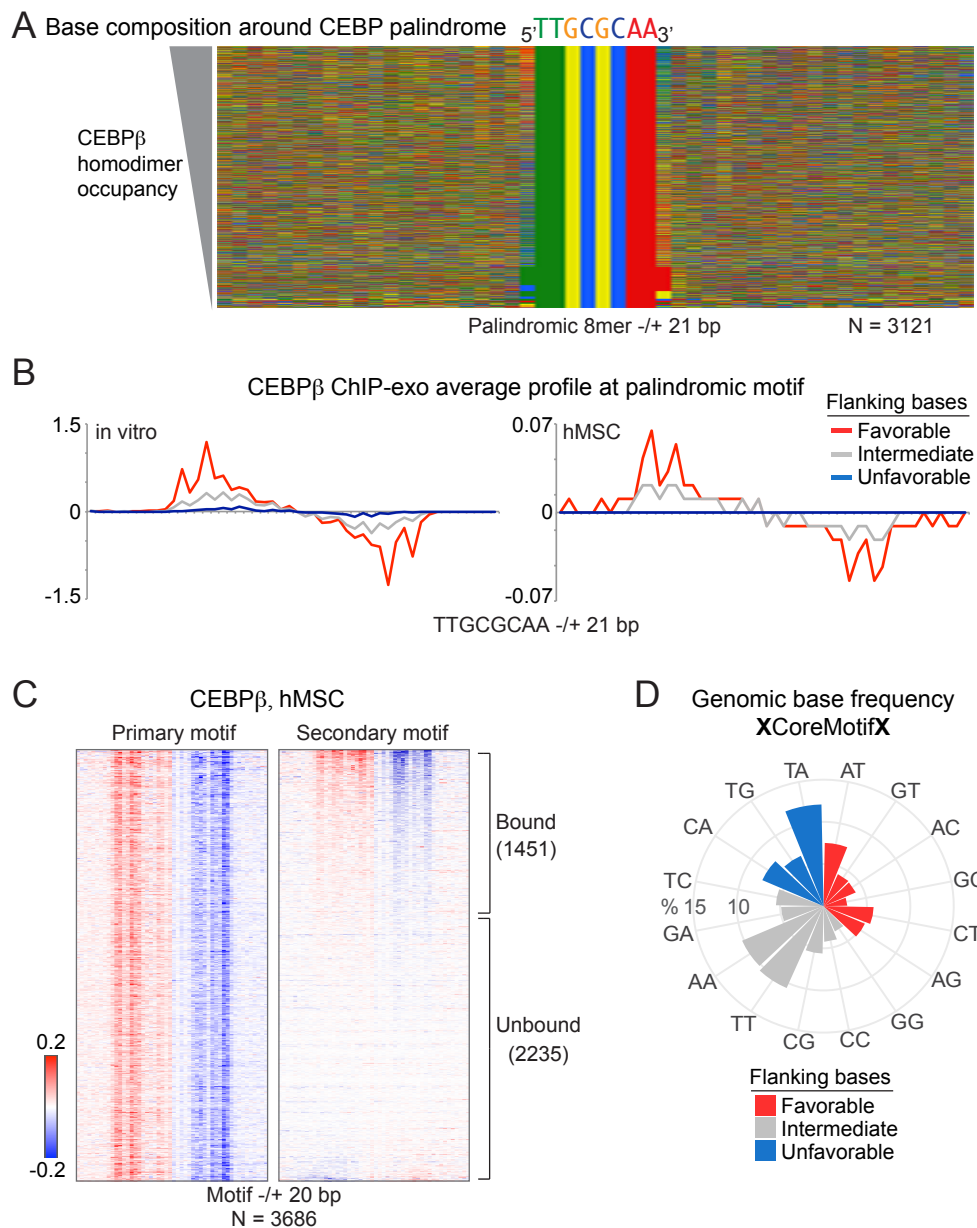 A Base composition around CEBP palindrome 5'TTGCGCAA3'
CEBPβ
homodimer
occupancy
Palindromic 8mer -/+ 21 bp
N = 3121
B
CEBPβ ChIP-exo average profile at palindromic motif
1.5
in vitro
0
-1.5
0.07
hMSC
0
-0.07
Flanking bases
Favorable
Intermediate
Unfavorable
TTGCGCAA -/+ 21 bp
C
CEBPβ, hMSC
Primary motif
Secondary motif
Bound
(1451)
Unbound
(2235)
0.2
-0.2
Motif -/+ 20 bp
N = 3686
D
Genomic base frequency
XCoreMotifX
TA
AT
TG
GT
CA
AC
TC
% 15 10
GA
CT
AA
AG
TT
GG
CG
CC
Flanking bases
Favorable
Intermediate
Unfavorable